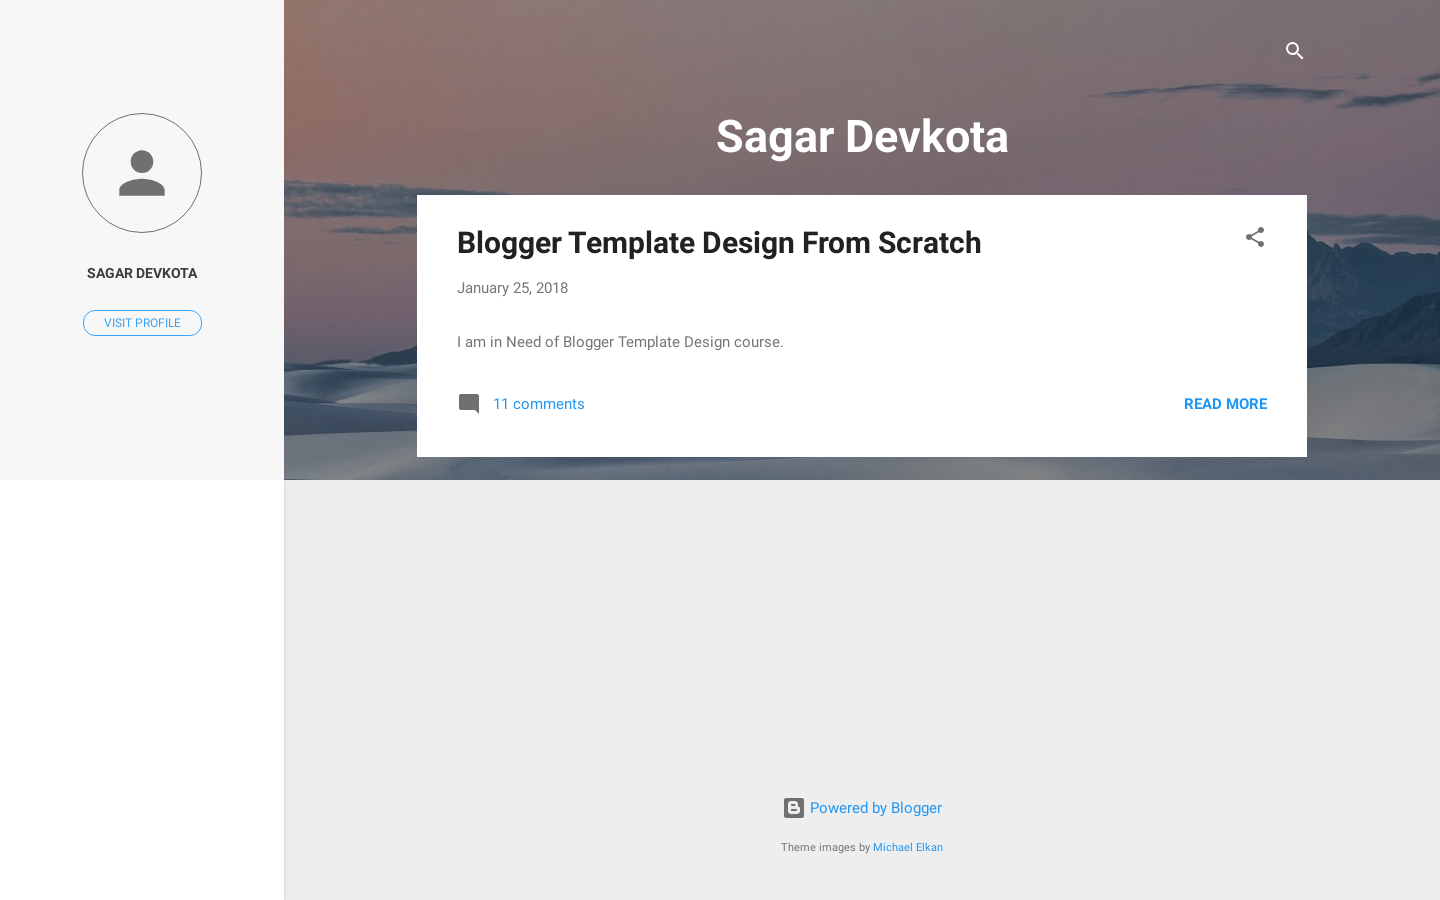 SAGAR DEVKOTA
VISIT PROFILE
Sagar Devkota
Blogger Template Design From Scratch
January 25, 2018
I am in Need of Blogger Template Design course.
11 comments
READ MORE
Powered by Blogger
Theme images by Michael Elkan